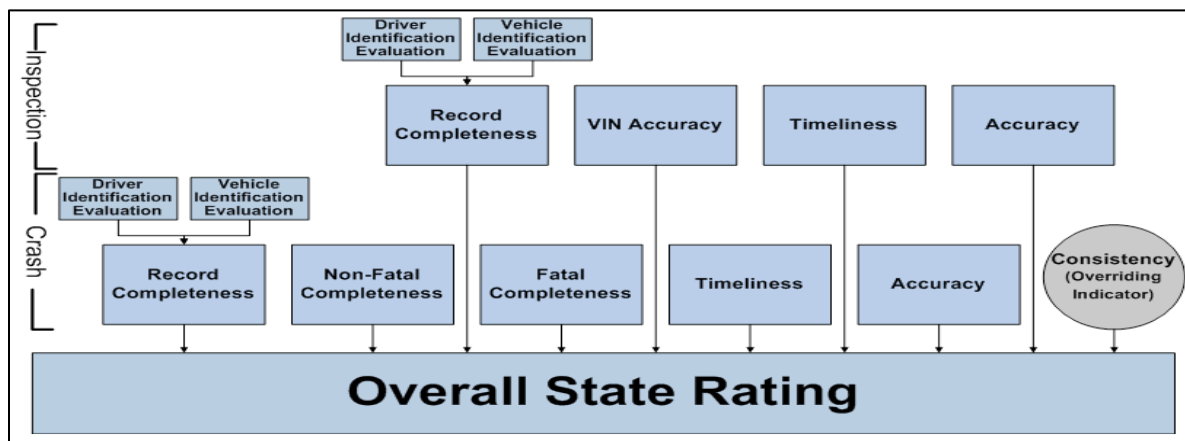 Inspection
Driver
Identification
Evaluation
Vehicle
Identification
Evaluation
Record
Completeness
VIN Accuracy
Timeliness
Accuracy
Crash
Driver
Identification
Evaluation
Vehicle
Identification
Evaluation
Record
Completeness
Non-Fatal
Completeness
Fatal
Completeness
Timeliness
Accuracy
Consistency
(Overriding
Indicator)
Overall State Rating